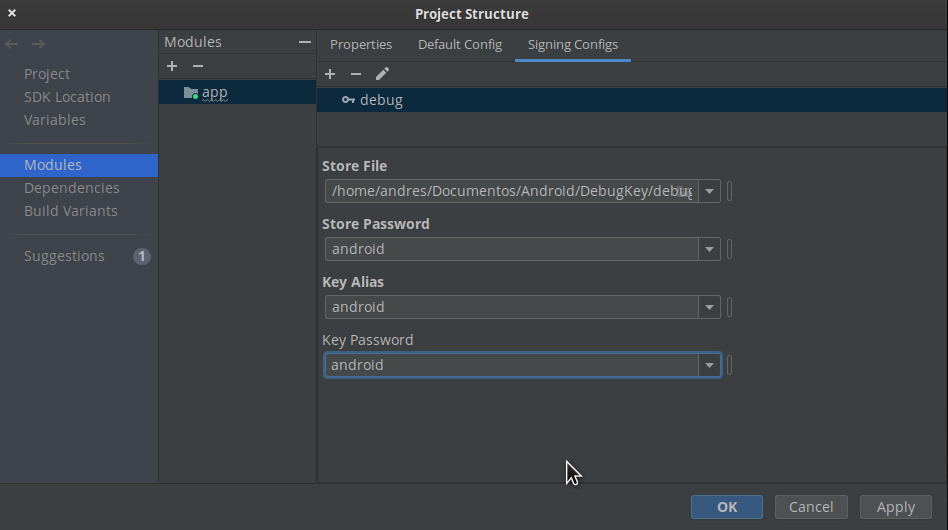 Project Structure
Project
SDK Location
Variables
Modules
Dependencies
Build Variants
Suggestions 1
Modules
app
Properties Default Config Signing Configs
debug
Store File
/home/andres/Documentos/Android/DebugKey/debug
Store Password
android
Key Alias
android
Key Password
android
OK Cancel Apply